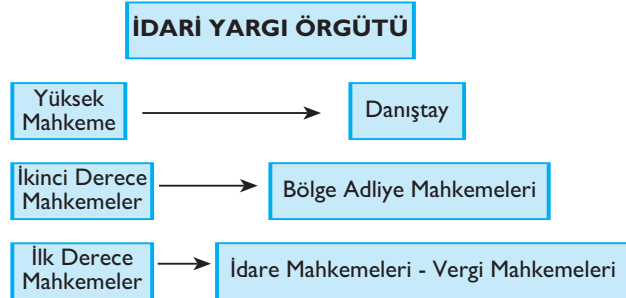 İDARİ YARGI ÖRGÜTÜ
Yüksek
Mahkeme
Danıştay
İkinci Derece
Mahkemeler
Bölge Adliye Mahkemeleri
İlk Derece
Mahkemeler
İdare Mahkemeleri - Vergi Mahkemeleri